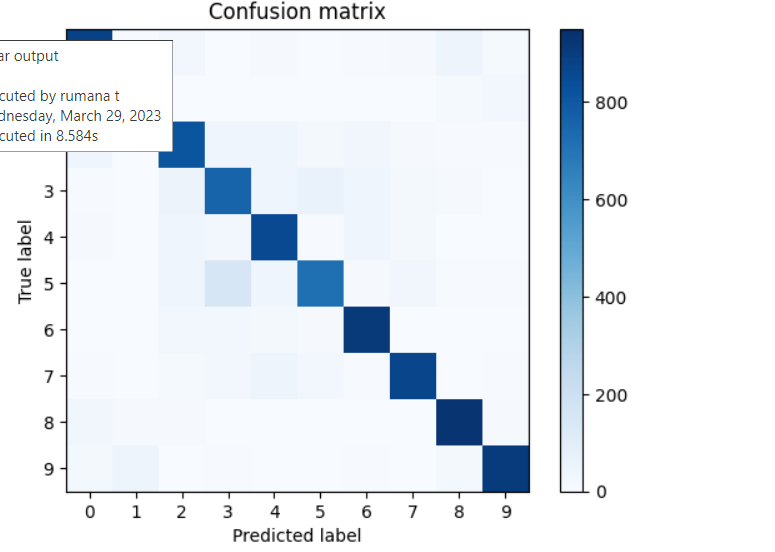 Confusion matrix
ar output
cuted by rumana t
dnesday, March 29, 2023
cuted in 8.584s
True label
3
4
5
6
7
8
9
0 1 2 3 4 5 6 7 8 9
Predicted label
800
600
400
200
0